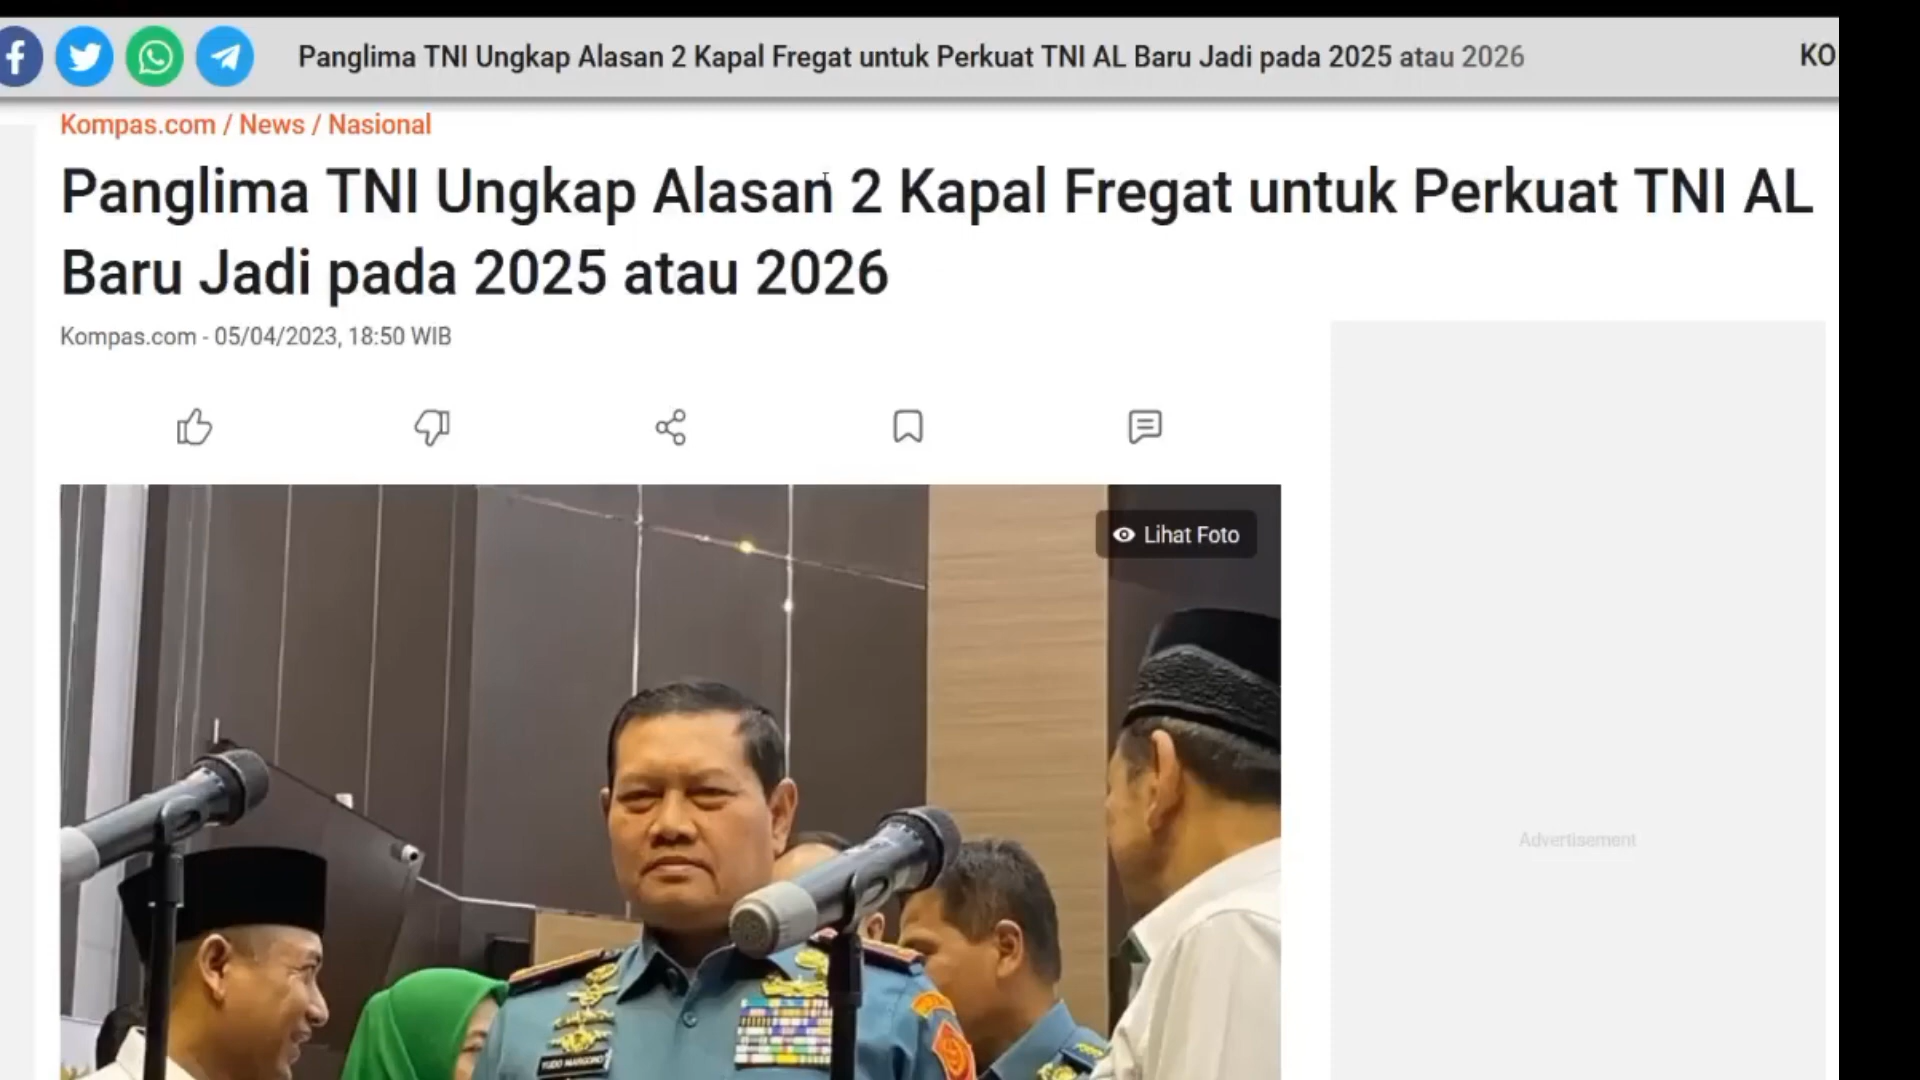 Panglima TNI Ungkap Alasan 2 Kapal Fregat untuk Perkuat TNI AL Baru Jadi pada 2025 atau 2026
KO
Kompas.com / News / Nasional
Panglima TNI Ungkap Alasan 2 Kapal Fregat untuk Perkuat TNI AL
Baru Jadi pada 2025 atau 2026
Kompas.com - 05/04/2023, 18:50 WIB
Lihat Foto
Advertisement
YUDO MARGONO